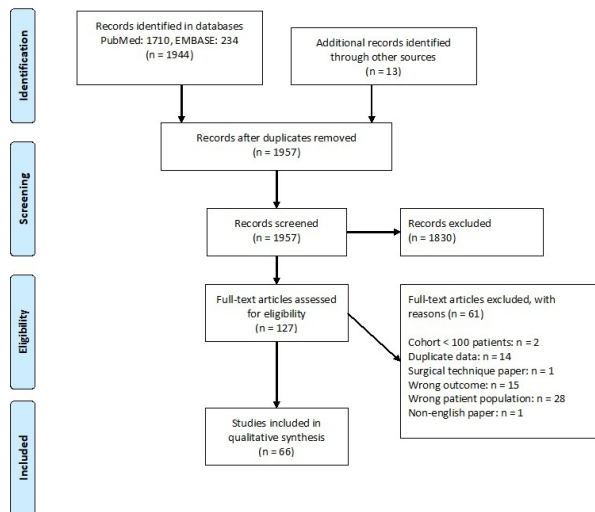 Identification
Records identified in databases
PubMed: 1710, EMBASE: 234
(n = 1944)
Additional records identified
through other sources
(n = 13)
Records after duplicates removed
(n = 1957)
Screening
Records screened
(n = 1957)
Records excluded
(n = 1830)
Eligibility
Full-text articles assessed
for eligibility
(n = 127)
Full-text articles excluded, with
reasons (n = 61)
Cohort < 100 patients: n = 2
Duplicate data: n = 14
Surgical technique paper: n = 1
Wrong outcome: n = 15
Wrong patient population: n = 28
Non-english paper: n = 1
Included
Studies included in
qualitative synthesis
(n = 66)